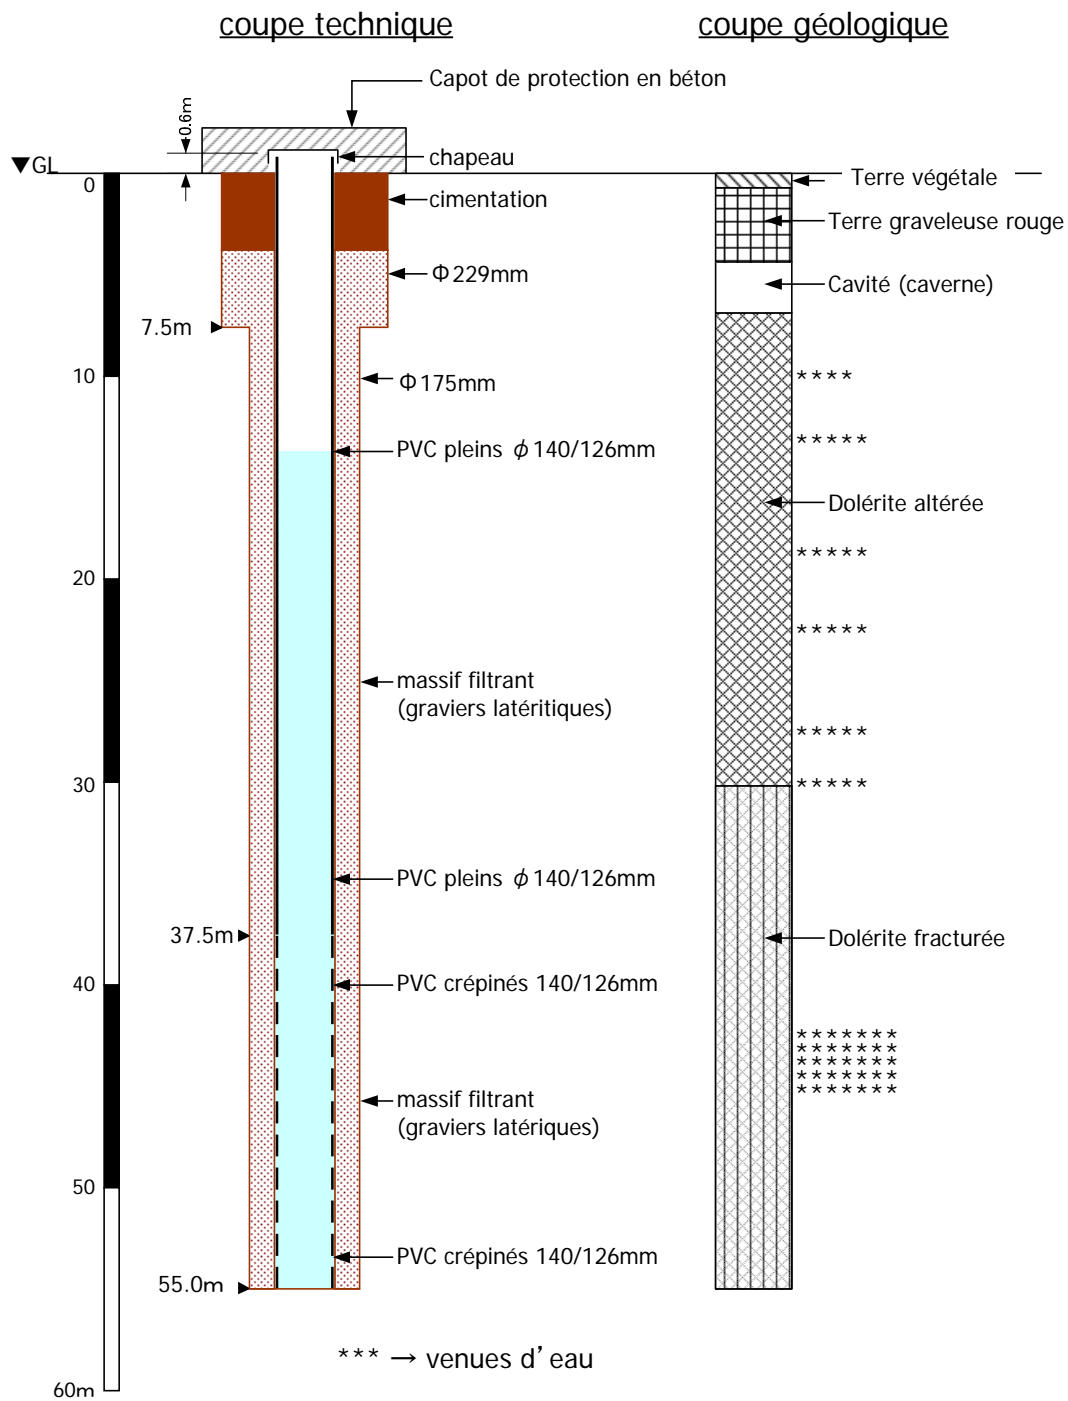 coupe technique
coupe géologique
Capot de protection en béton
0.6m
chapeau
▼GL
0
Terre végétale
cimentation
Terre graveleuse rouge
Φ229mm
Cavité (caverne)
7.5m
10
Φ175mm
****
*****
PVC pleins φ140/126mm
Dolérite altérée
*****
20
*****
massif filtrant
(graviers latéritiques)
*****
30
*****
PVC pleins φ140/126mm
37.5m
Dolérite fracturée
40
PVC crépinés 140/126mm
*******
*******
*******
*******
*******
massif filtrant
(graviers latériques)
50
PVC crépinés 140/126mm
55.0m
*** → venues d’eau
60m